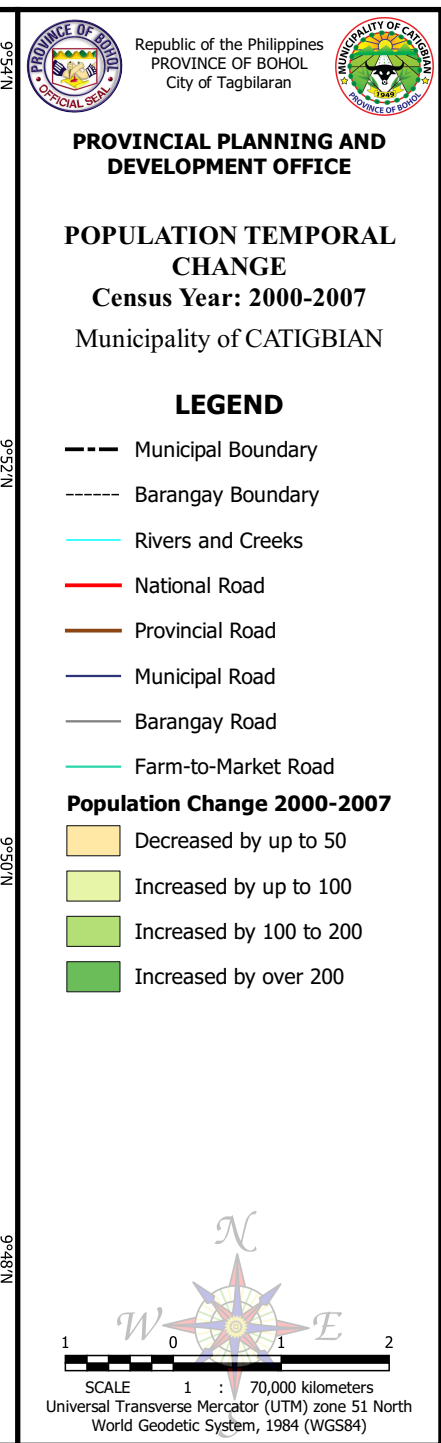 PROVINCE OF BOHOL
OFFICIAL SEAL
Republic of the Philippines
PROVINCE OF BOHOL
City of Tagbilaran
MUNICIPALITY OF CATIGBIAN
1949
PROVINCE OF BOHOL
PROVINCIAL PLANNING AND
DEVELOPMENT OFFICE
POPULATION TEMPORAL
CHANGE
Census Year: 2000-2007
Municipality of CATIGBIAN
LEGEND
Municipal Boundary
Barangay Boundary
Rivers and Creeks
National Road
Provincial Road
Municipal Road
Barangay Road
Farm-to-Market Road
Population Change 2000-2007
Decreased by up to 50
Increased by up to 100
Increased by 100 to 200
Increased by over 200
N
W E
S
1 0 1 2
SCALE 1 : 70,000 kilometers
Universal Transverse Mercator (UTM) zone 51 North
World Geodetic System, 1984 (WGS84)
9°54'N
9°52'N
9°50'N
9°48'N